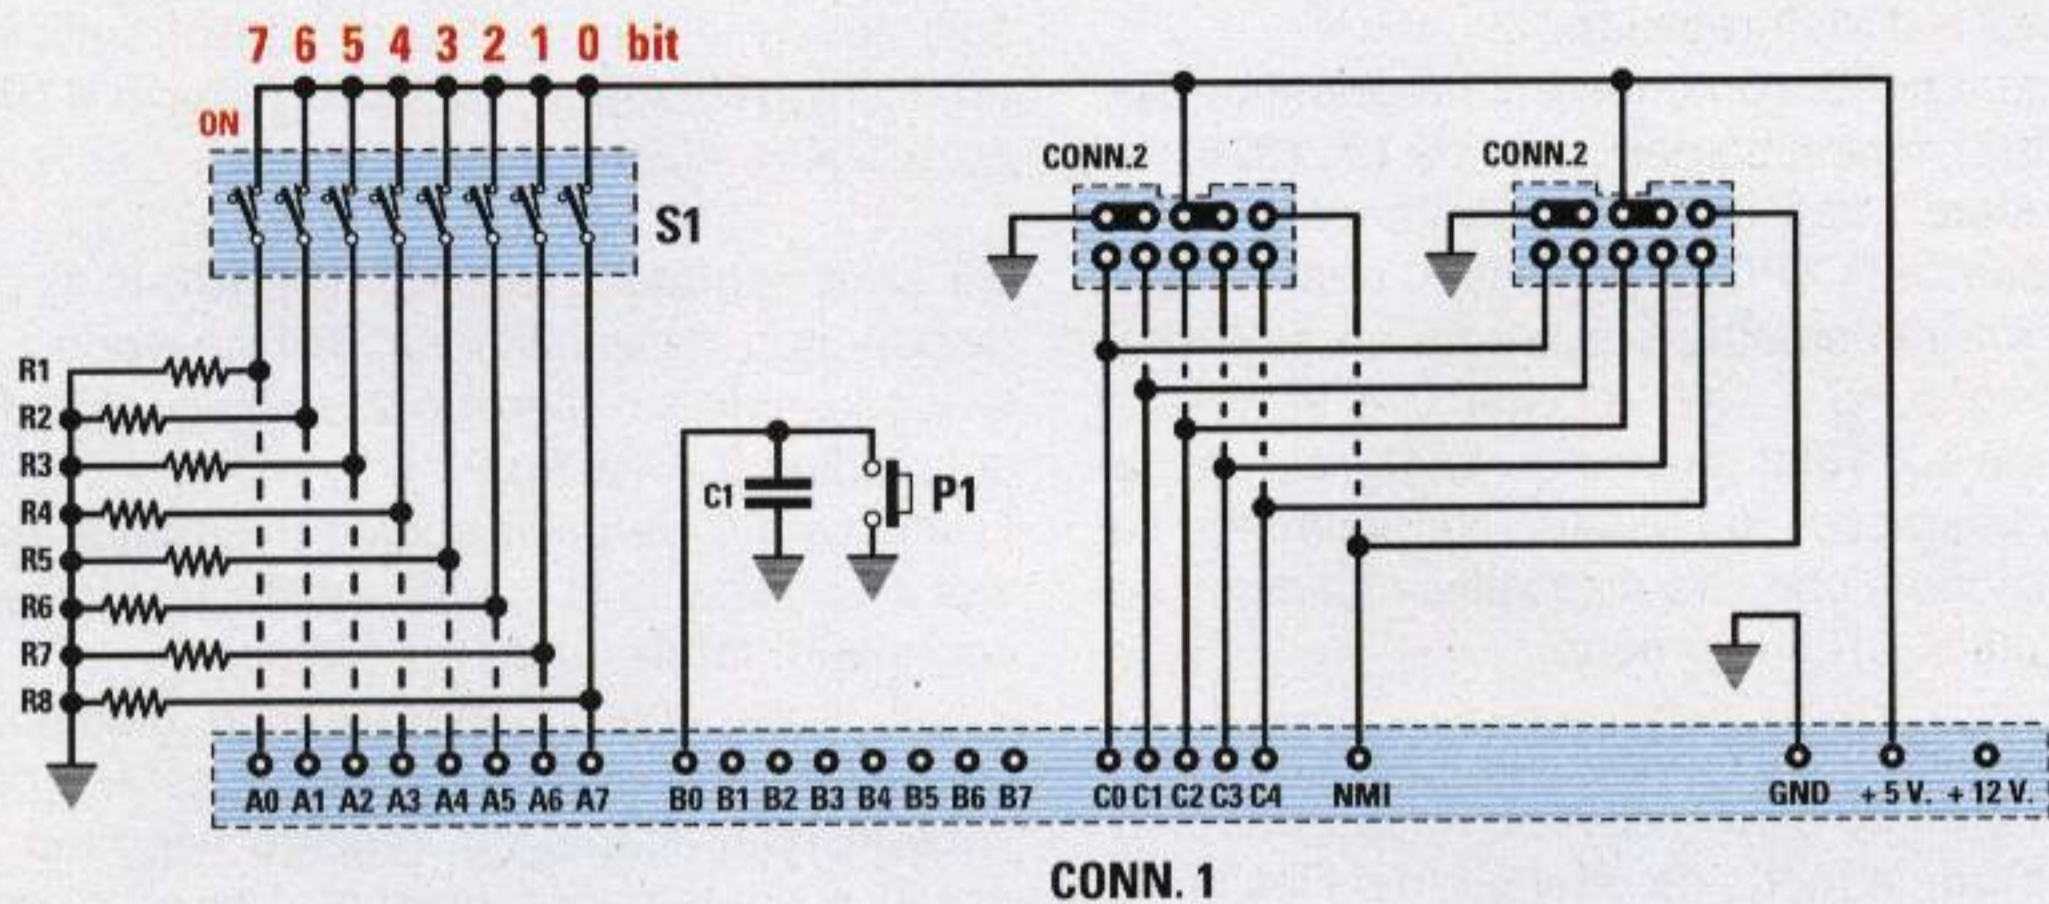 7 6 5 4 3 2 1 0 bit
ON
S1
CONN.2
CONN.2
R1
R2
R3
R4
R5
R6
R7
R8
C1
P1
A0 A1 A2 A3 A4 A5 A6 A7 B0 B1 B2 B3 B4 B5 B6 B7 C0 C1 C2 C3 C4 NMI GND + 5 V. + 12 V.
CONN. 1